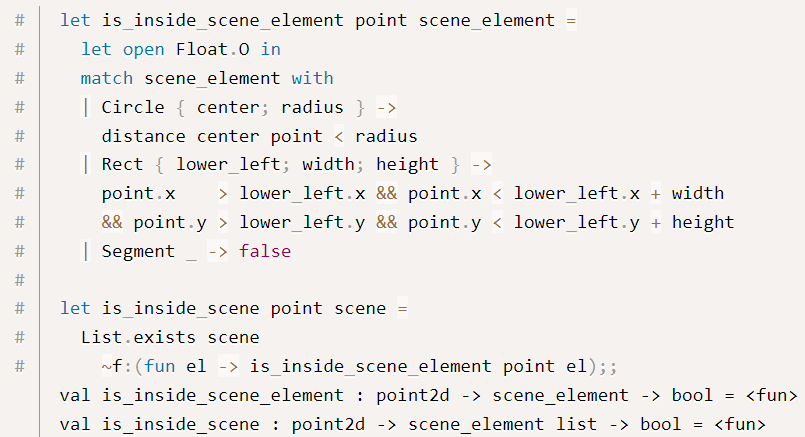 # let is_inside_scene_element point scene_element =
#   let open Float.O in
#   match scene_element with
#   | Circle { center; radius } ->
#     distance center point < radius
#   | Rect { lower_left; width; height } ->
#     point.x    > lower_left.x && point.x < lower_left.x + width
#     && point.y > lower_left.y && point.y < lower_left.y + height
#   | Segment _ -> false
#
# let is_inside_scene point scene =
#   List.exists scene
#     ~f:(fun el -> is_inside_scene_element point el);;
val is_inside_scene_element : point2d -> scene_element -> bool = <fun>
val is_inside_scene : point2d -> scene_element list -> bool = <fun>